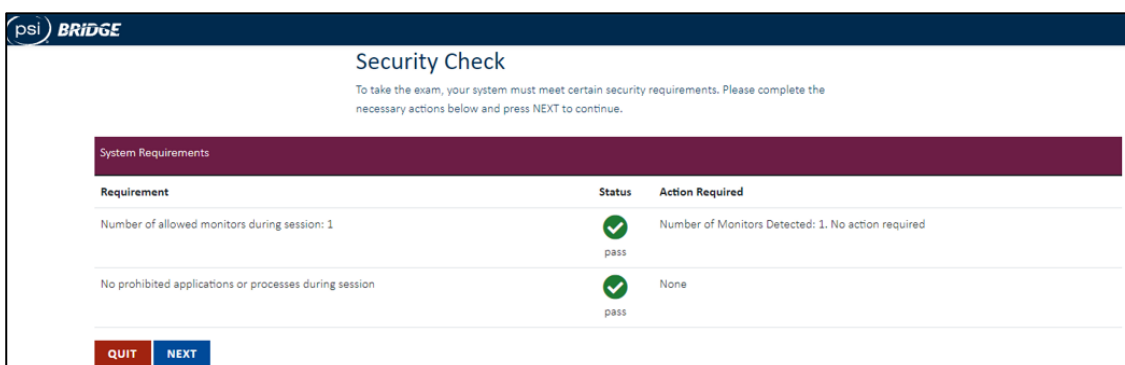 psi BRiDGE
Security Check
To take the exam, your system must meet certain security requirements. Please complete the
necessary actions below and press NEXT to continue.
System Requirements
Requirement Status Action Required
Number of allowed monitors during session: 1 Number of Monitors Detected: 1. No action required
pass
No prohibited applications or processes during session None
pass
QUIT NEXT